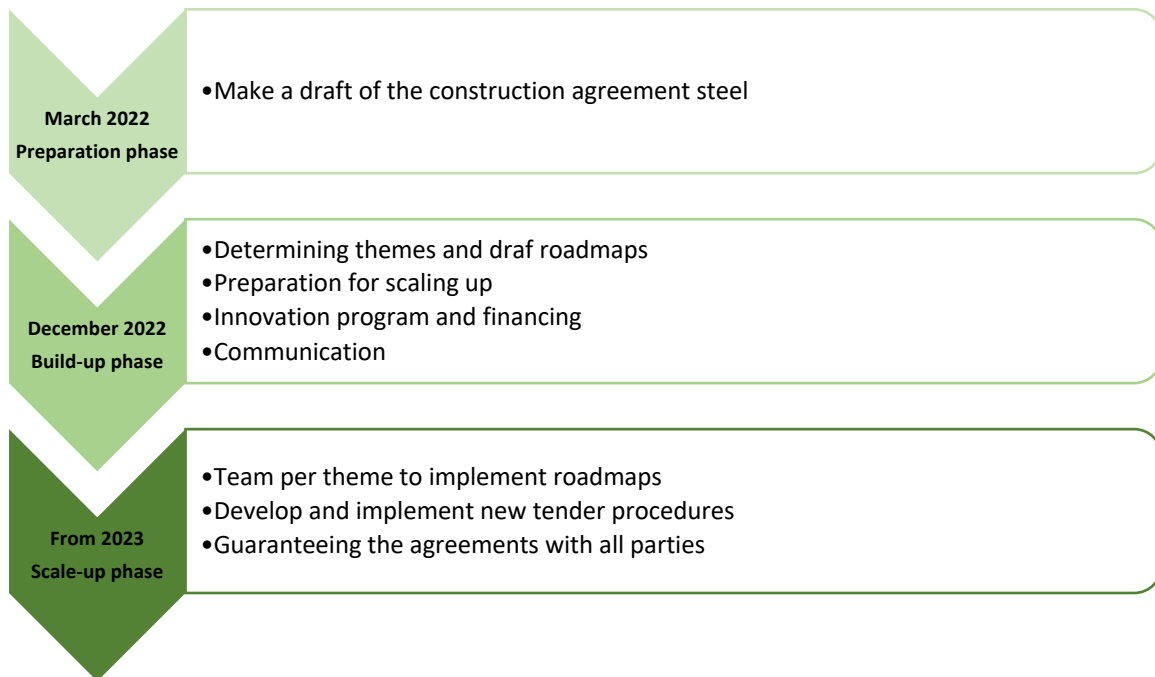 March 2022
Preparation phase
•Make a draft of the construction agreement steel
December 2022
Build-up phase
•Determining themes and draf roadmaps
•Preparation for scaling up
•Innovation program and financing
•Communication
From 2023
Scale-up phase
•Team per theme to implement roadmaps
•Develop and implement new tender procedures
•Guaranteeing the agreements with all parties